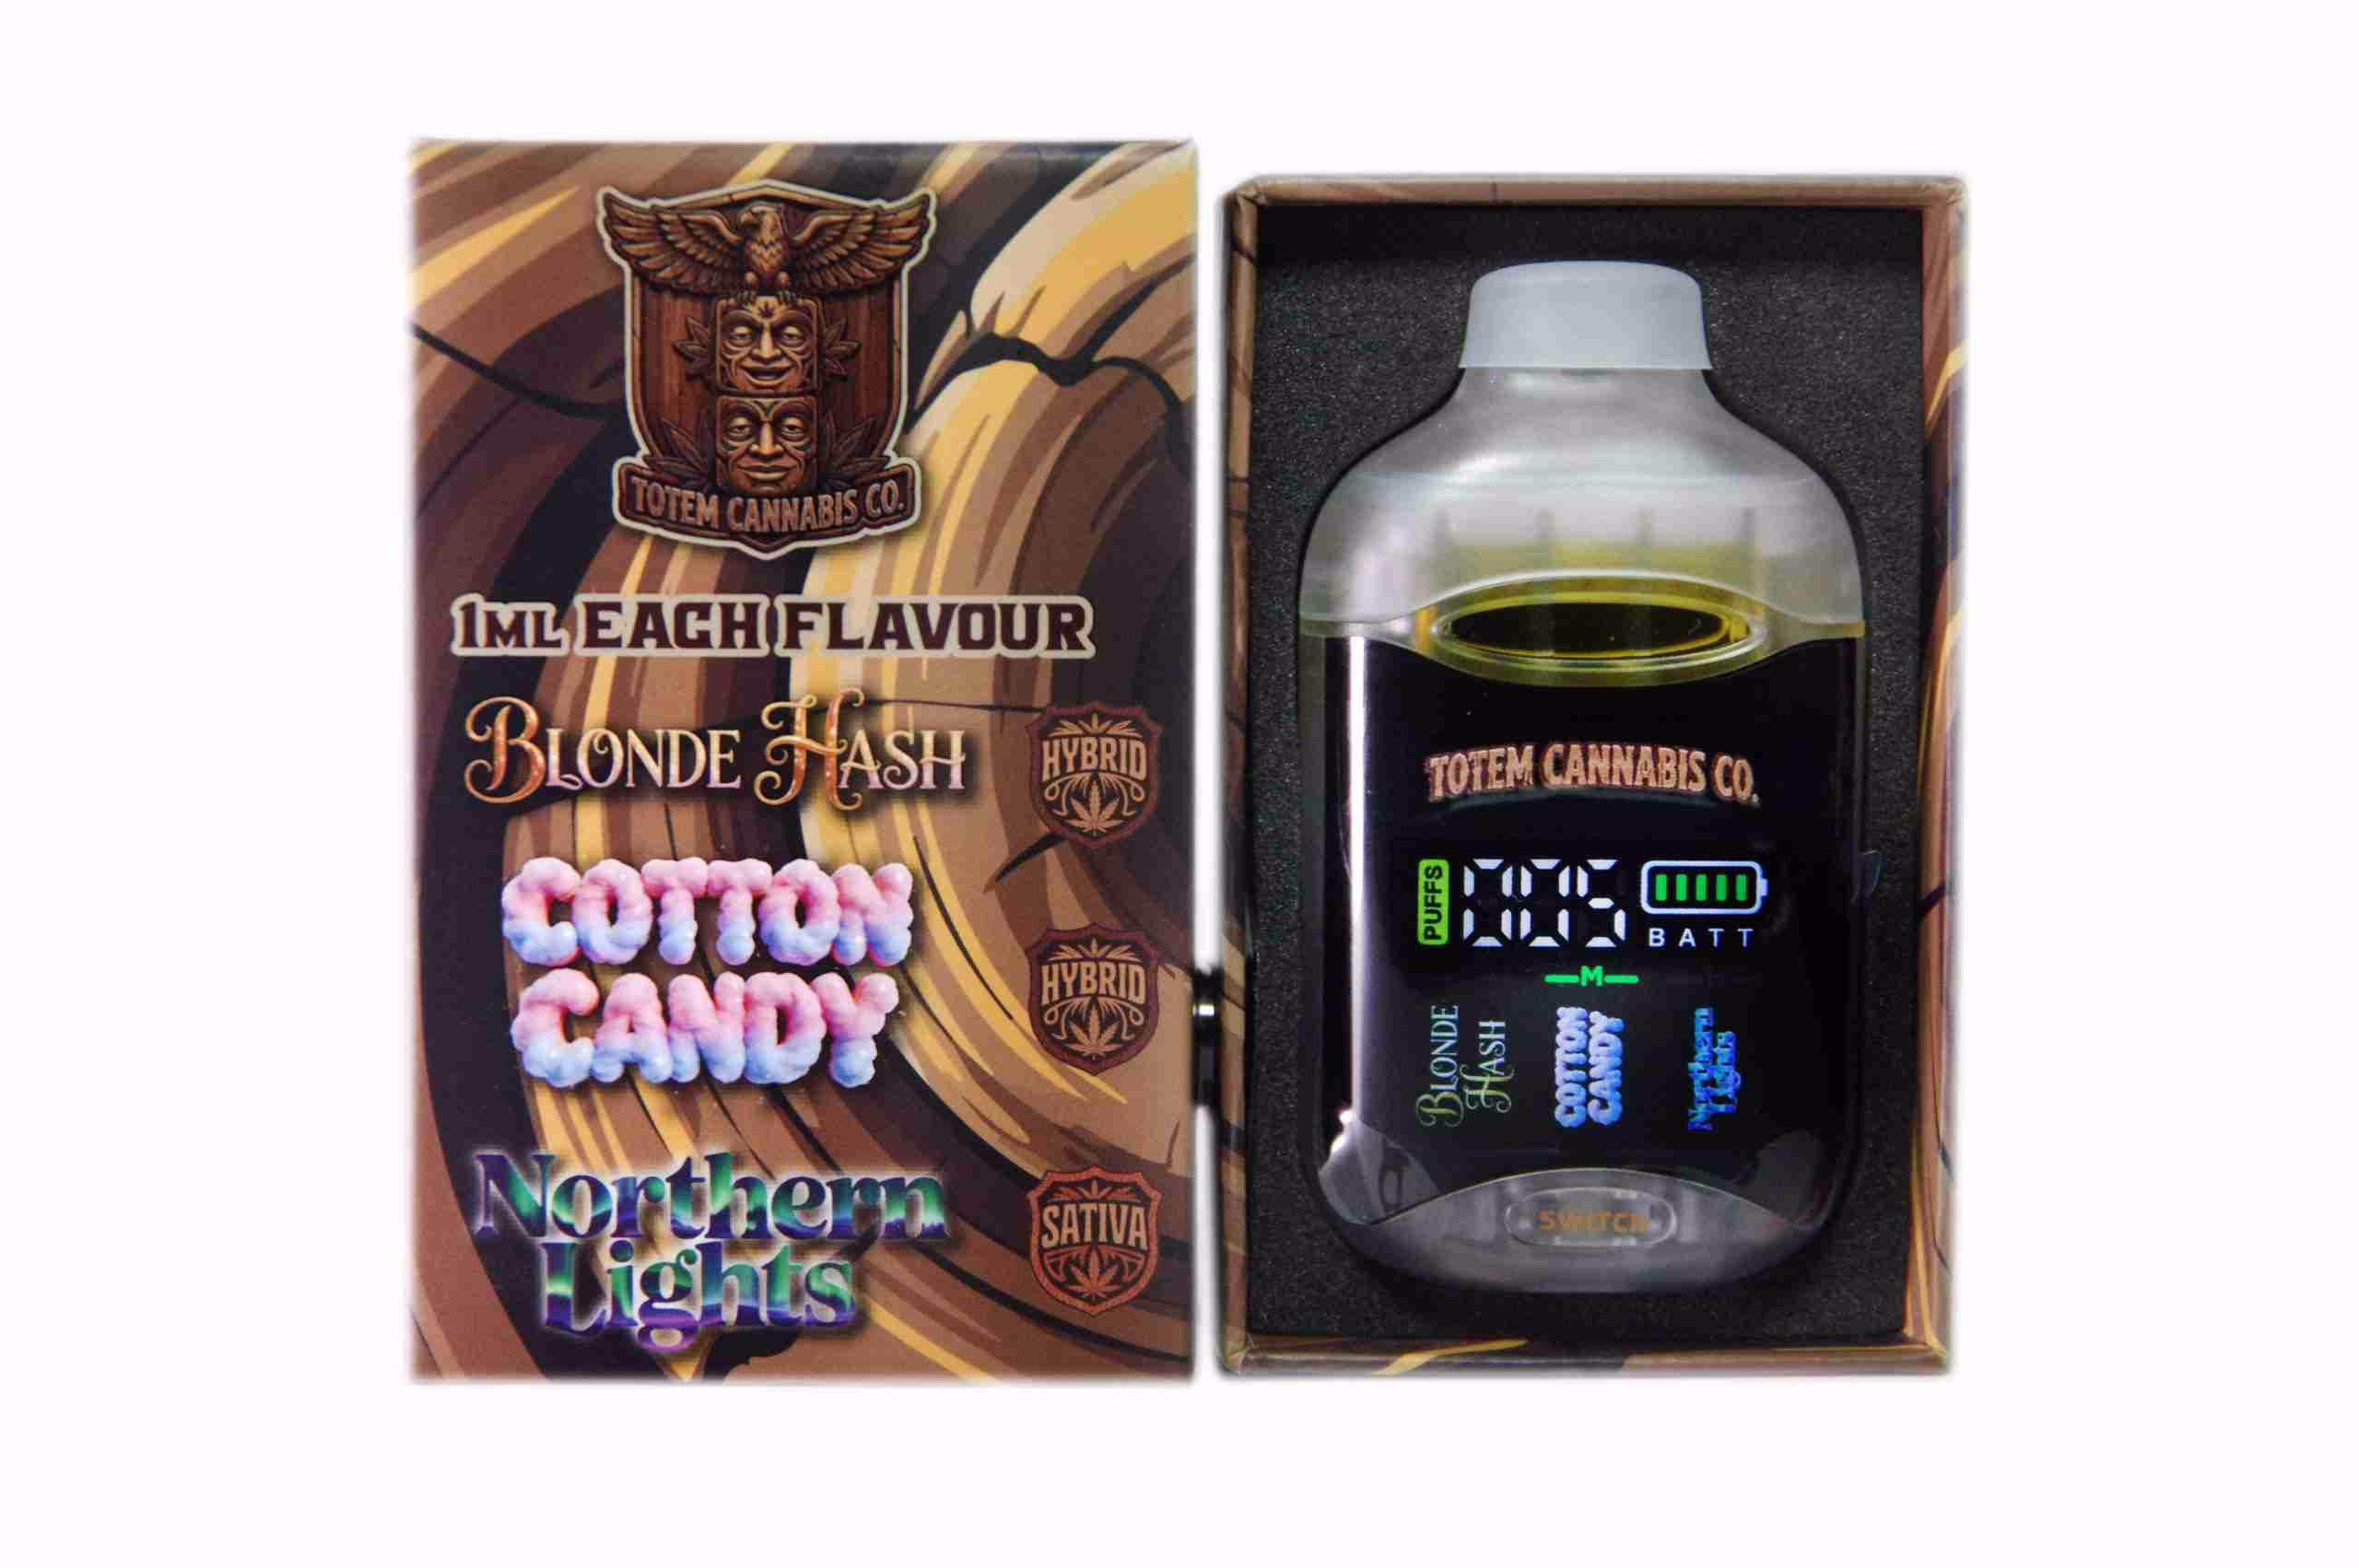 TOTEM CANNABIS CO.
1ML EACH FLAVOUR
BLONDE HASH
HYBRID
COTTON
CANDY
HYBRID
Northern
Lights
SATIVA
TOTEM CANNABIS CO.
PUFFS
005
BATT
M
BLONDE
HASH
COTTON
CANDY
Northern
Lights
SWITCH